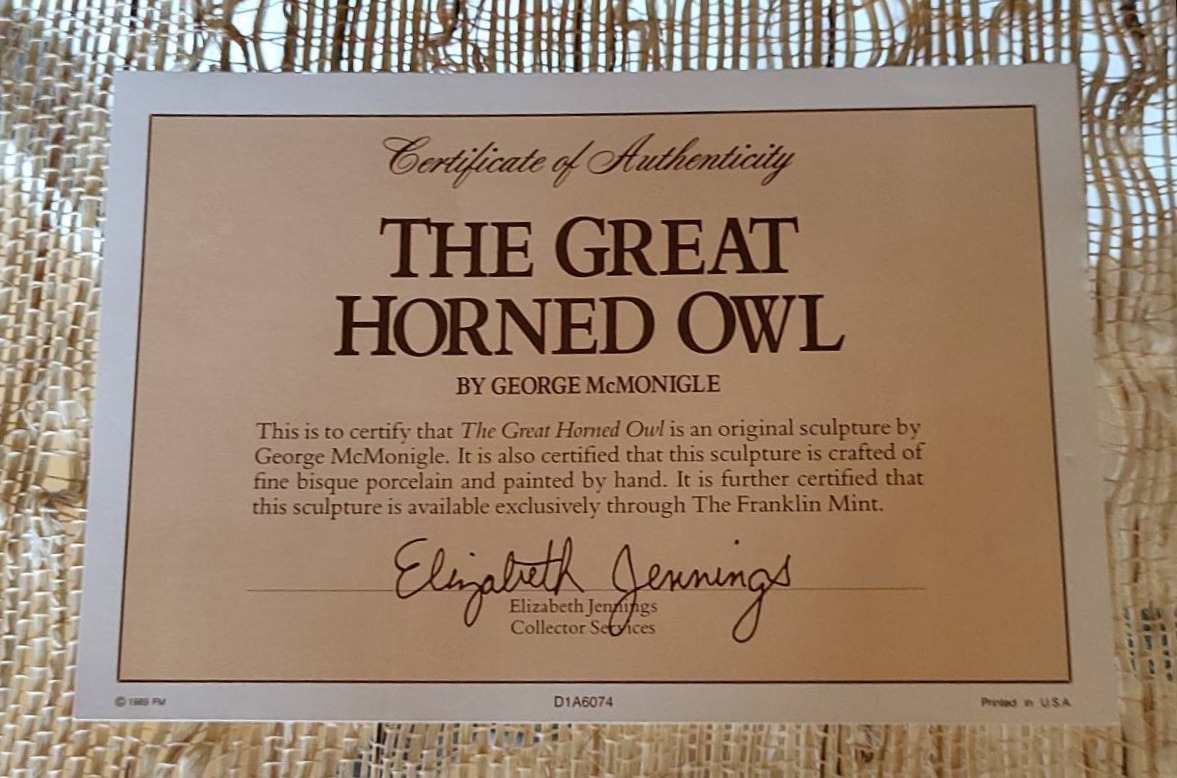 Certificate of Authenticity
THE GREAT
HORNED OWL
BY GEORGE McMONIGLE
This is to certify that The Great Horned Owl is an original sculpture by
George McMonigle. It is also certified that this sculpture is crafted of
fine bisque porcelain and painted by hand. It is further certified that
this sculpture is available exclusively through The Franklin Mint.
Elizabeth Jennings
Elizabeth Jennings
Collector Services
© 1989 FM D1A6074 Printed in U.S.A.